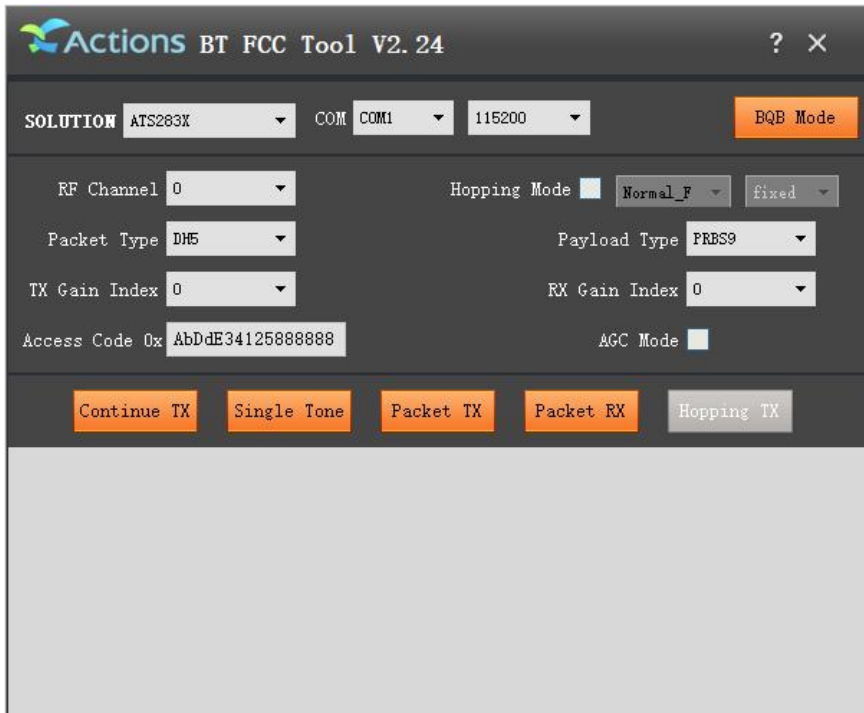 Actions BT FCC Tool V2.24 ? ×
SOLUTION ATS283X COM COM1 115200 BQB Mode
RF Channel 0 Hopping Mode Normal_F fixed
Packet Type DH5 Payload Type PRBS9
TX Gain Index 0 RX Gain Index 0
Access Code 0x AbDdE34125888888 AGC Mode
Continue TX Single Tone Packet TX Packet RX Hopping TX